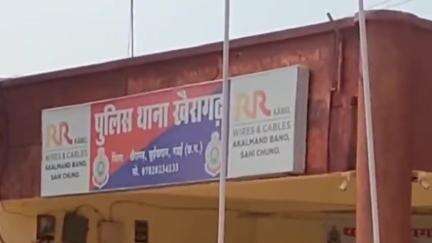 RR KABEL
WIRES & CABLES
AKALMAND BANO,
SAHI CHUNO.
पुलिस थाना खैरागढ़
जिला -
(छ.ग.)
RR KABEL
WIRES & CABLES
AKALMAND BANO,
SAHI CHUNO.